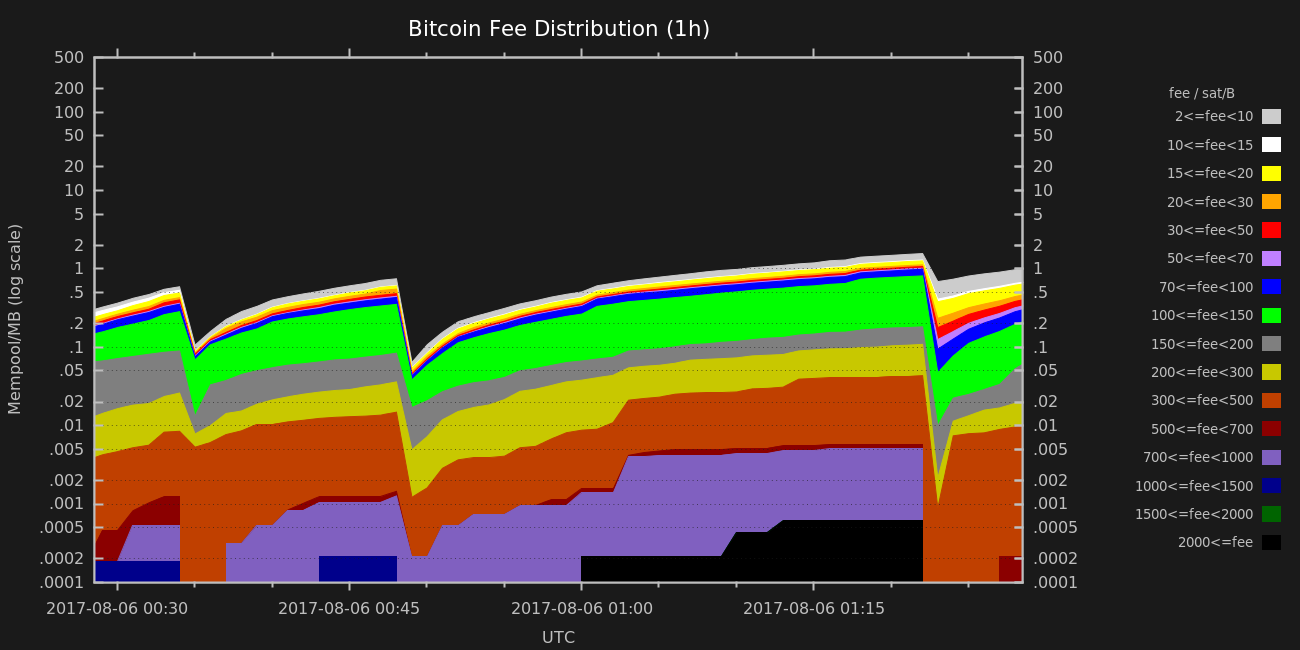 Bitcoin Fee Distribution (1h)
500
200
100
50
20
10
5
2
1
.5
.2
.1
.05
.02
.01
.005
.002
.001
.0005
.0002
.0001
Mempool/MB (log scale)
500
200
100
50
20
10
5
2
1
.5
.2
.1
.05
.02
.01
.005
.002
.001
.0005
.0002
.0001
2017-08-06 00:30
2017-08-06 00:45
2017-08-06 01:00
2017-08-06 01:15
UTC
fee / sat/B
2<=fee<10
10<=fee<15
15<=fee<20
20<=fee<30
30<=fee<50
50<=fee<70
70<=fee<100
100<=fee<150
150<=fee<200
200<=fee<300
300<=fee<500
500<=fee<700
700<=fee<1000
1000<=fee<1500
1500<=fee<2000
2000<=fee